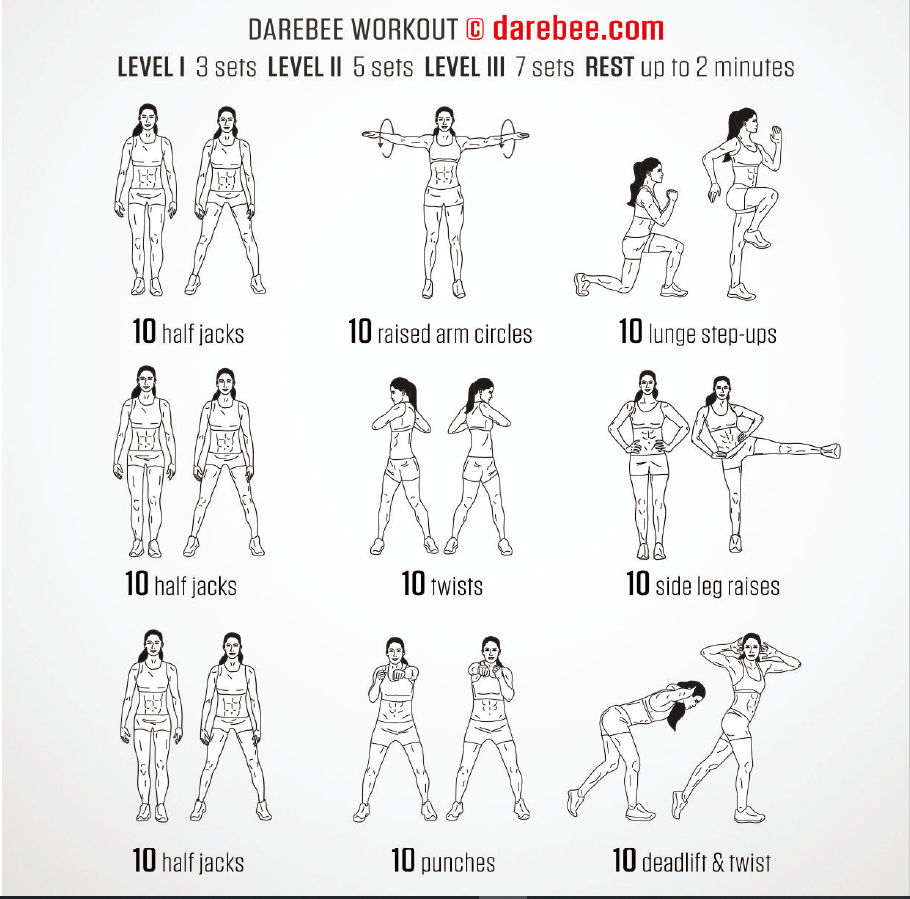 DAREBEE WORKOUT © darebee.com
LEVEL I 3 sets LEVEL II 5 sets LEVEL III 7 sets REST up to 2 minutes
10 half jacks
10 raised arm circles
10 lunge step-ups
10 half jacks
10 twists
10 side leg raises
10 half jacks
10 punches
10 deadlift & twist